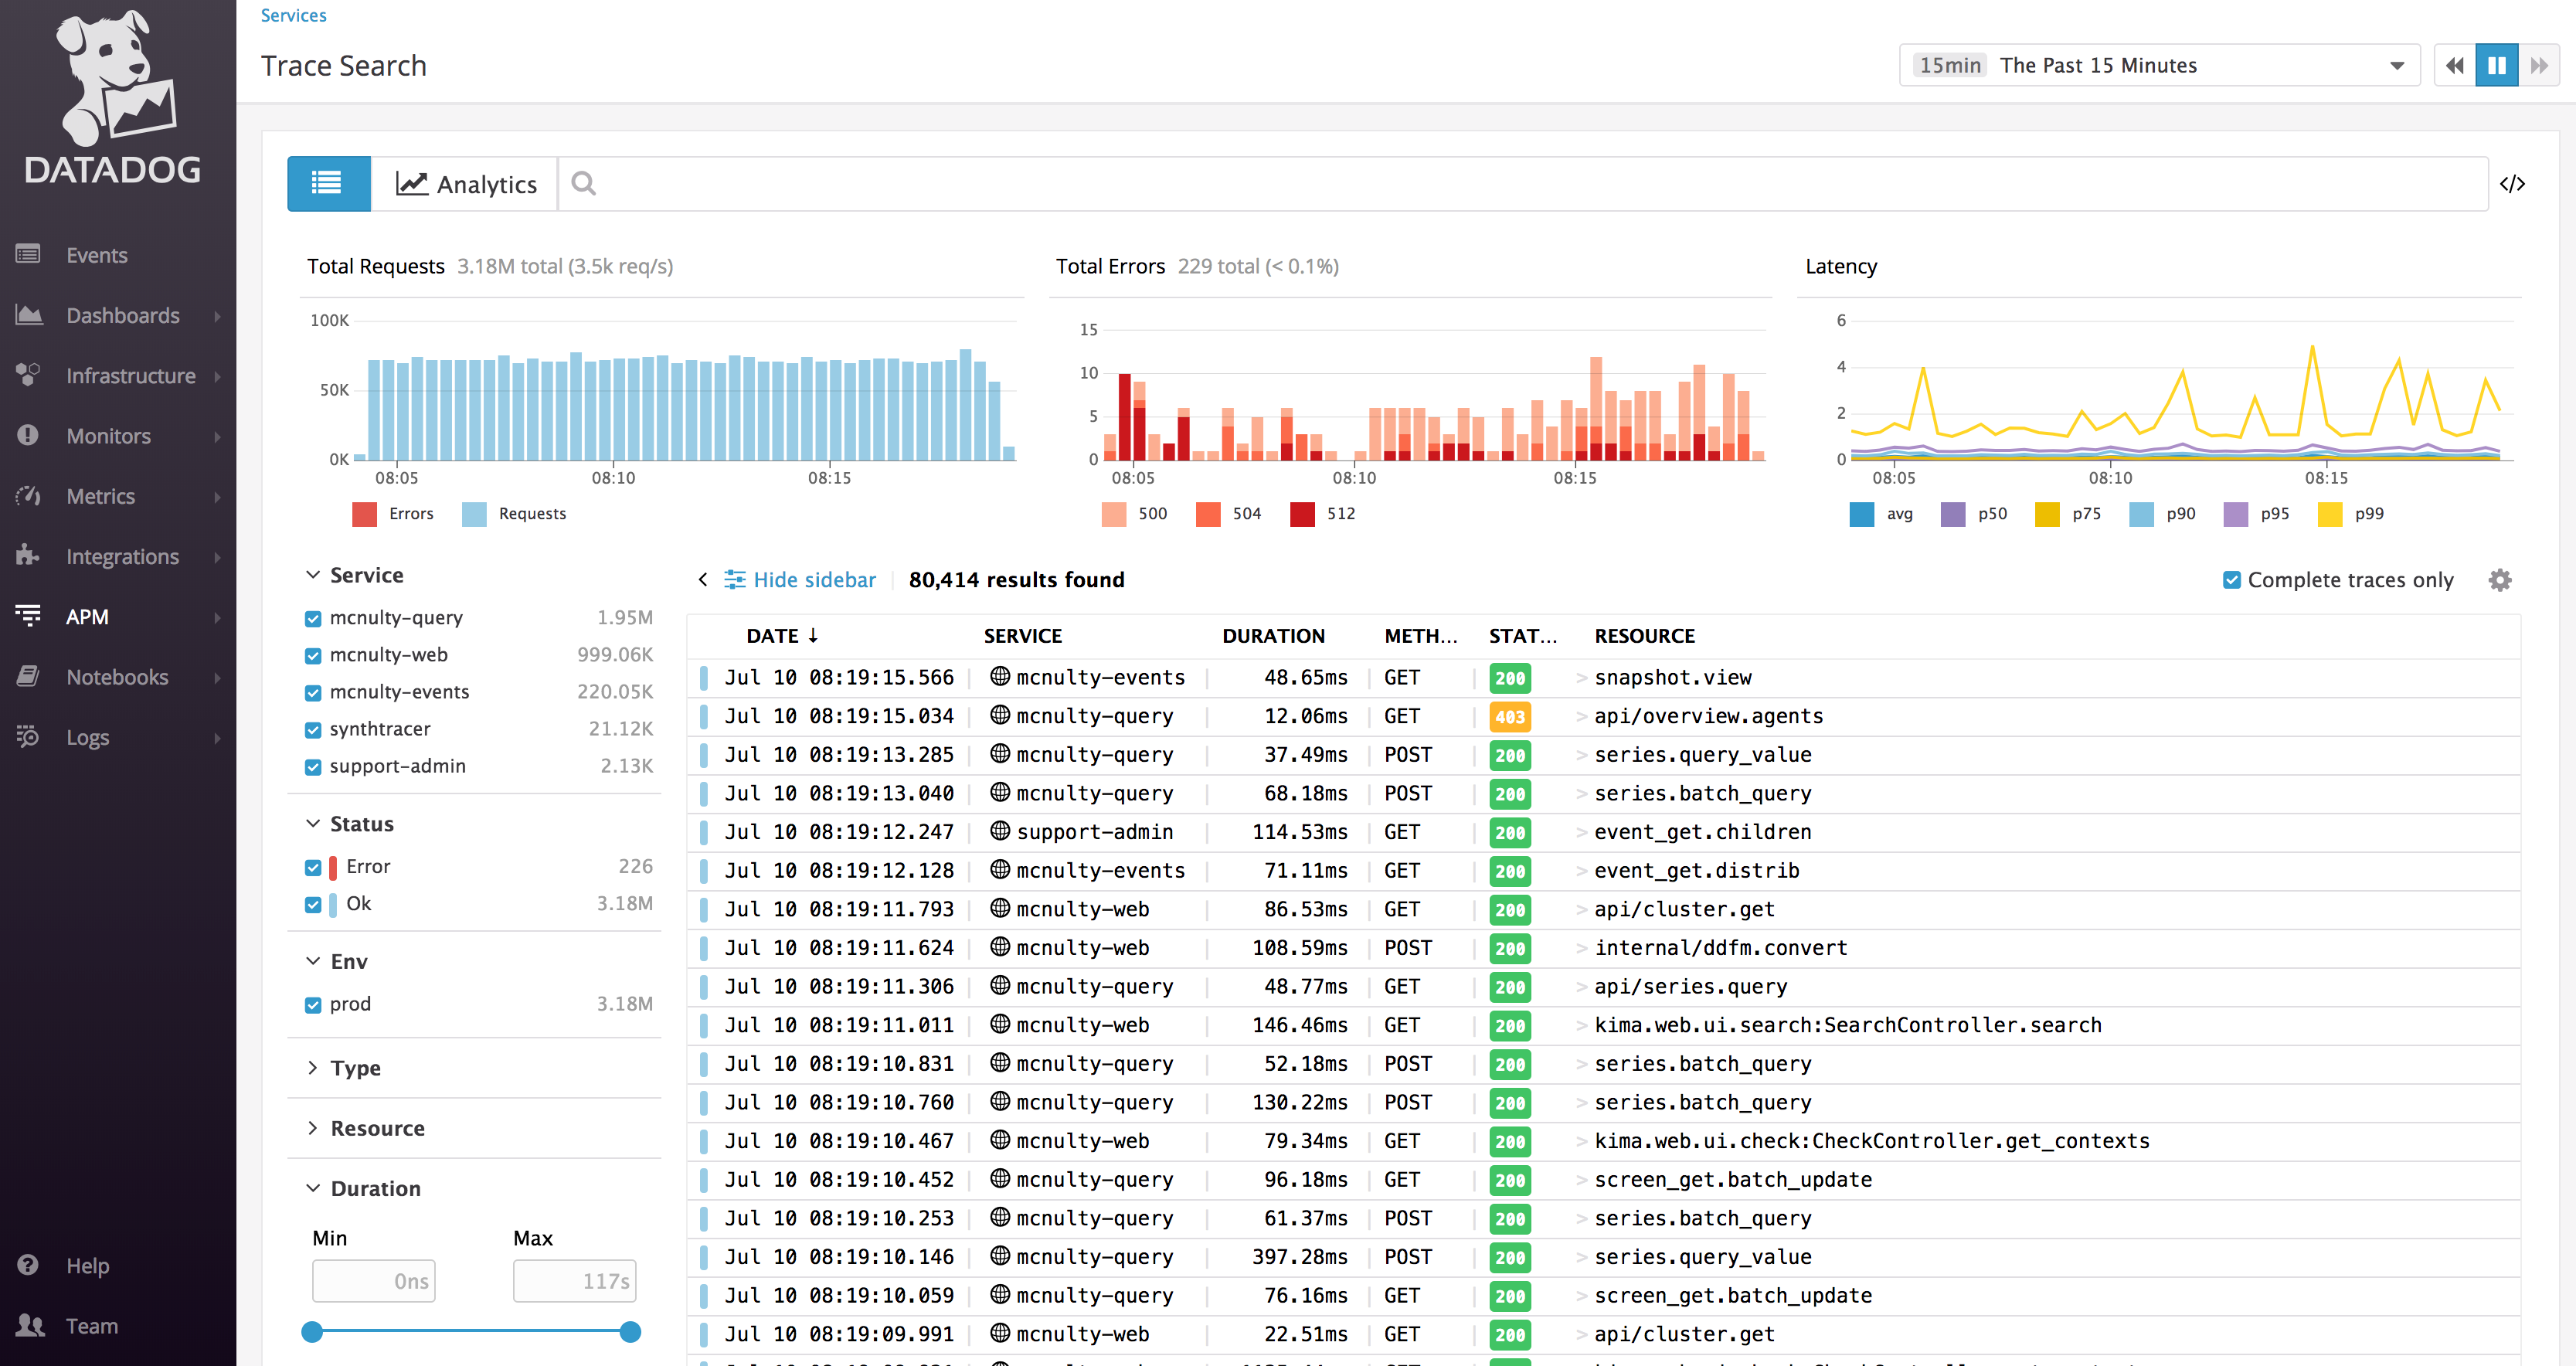 DATADOG
Events
Dashboards
Infrastructure
Monitors
Metrics
Integrations
APM
Notebooks
Logs
Help
Team
Services
Trace Search
15min The Past 15 Minutes
Analytics
</>
Total Requests 3.18M total (3.5k req/s)
100K
50K
0K
08:05 08:10 08:15
Errors Requests
Total Errors 229 total (< 0.1%)
15
10
5
0
08:05 08:10 08:15
500 504 512
Latency
6
4
2
0
08:05 08:10 08:15
avg p50 p75 p90 p95 p99
Service
mcnulty-query 1.95M
mcnulty-web 999.06K
mcnulty-events 220.05K
synthtracer 21.12K
support-admin 2.13K
Status
Error 226
Ok 3.18M
Env
prod 3.18M
Type
Resource
Duration
Min Max
0ns 117s
Hide sidebar 80,414 results found
Complete traces only
DATE ↓ SERVICE DURATION METH... STAT... RESOURCE
Jul 10 08:19:15.566 mcnulty-events 48.65ms GET 200 > snapshot.view
Jul 10 08:19:15.034 mcnulty-query 12.06ms GET 403 > api/overview.agents
Jul 10 08:19:13.285 mcnulty-query 37.49ms POST 200 > series.query_value
Jul 10 08:19:13.040 mcnulty-query 68.18ms POST 200 > series.batch_query
Jul 10 08:19:12.247 support-admin 114.53ms GET 200 > event_get.children
Jul 10 08:19:12.128 mcnulty-events 71.11ms GET 200 > event_get.distrib
Jul 10 08:19:11.793 mcnulty-web 86.53ms GET 200 > api/cluster.get
Jul 10 08:19:11.624 mcnulty-web 108.59ms POST 200 > internal/ddfm.convert
Jul 10 08:19:11.306 mcnulty-query 48.77ms GET 200 > api/series.query
Jul 10 08:19:11.011 mcnulty-web 146.46ms GET 200 > kima.web.ui.search:SearchController.search
Jul 10 08:19:10.831 mcnulty-query 52.18ms POST 200 > series.batch_query
Jul 10 08:19:10.760 mcnulty-query 130.22ms POST 200 > series.batch_query
Jul 10 08:19:10.467 mcnulty-web 79.34ms GET 200 > kima.web.ui.check:CheckController.get_contexts
Jul 10 08:19:10.452 mcnulty-query 96.18ms GET 200 > screen_get.batch_update
Jul 10 08:19:10.253 mcnulty-query 61.37ms POST 200 > series.batch_query
Jul 10 08:19:10.146 mcnulty-query 397.28ms POST 200 > series.query_value
Jul 10 08:19:10.059 mcnulty-query 76.16ms GET 200 > screen_get.batch_update
Jul 10 08:19:09.991 mcnulty-web 22.51ms GET 200 > api/cluster.get